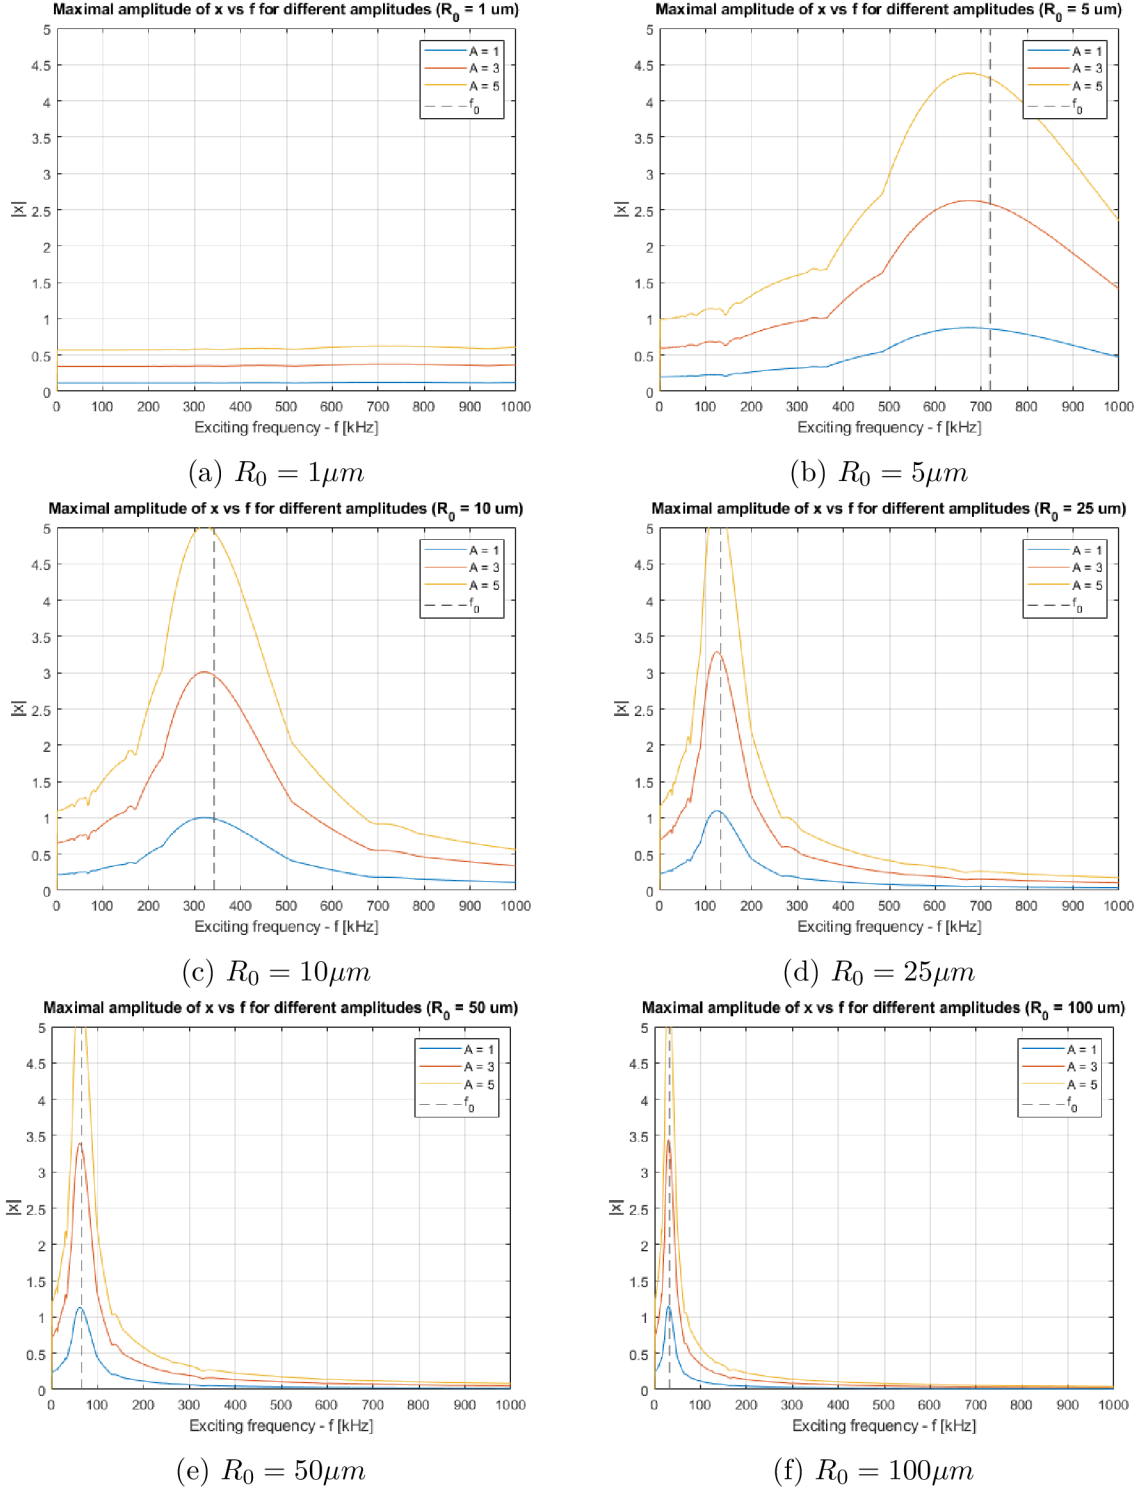 Maximal amplitude of x vs f for different amplitudes (R0 = 1 um)
5
4.5
4
3.5
3
2.5
2
1.5
1
0.5
0
|x|
A = 1
A = 3
A = 5
f0
0 100 200 300 400 500 600 700 800 900 1000
Exciting frequency - f [kHz]
(a) R0 = 1μm
Maximal amplitude of x vs f for different amplitudes (R0 = 5 um)
5
4.5
4
3.5
3
2.5
2
1.5
1
0.5
0
|x|
A = 1
A = 3
A = 5
f0
0 100 200 300 400 500 600 700 800 900 1000
Exciting frequency - f [kHz]
(b) R0 = 5μm
Maximal amplitude of x vs f for different amplitudes (R0 = 10 um)
5
4.5
4
3.5
3
2.5
2
1.5
1
0.5
0
|x|
A = 1
A = 3
A = 5
f0
0 100 200 300 400 500 600 700 800 900 1000
Exciting frequency - f [kHz]
(c) R0 = 10μm
Maximal amplitude of x vs f for different amplitudes (R0 = 25 um)
5
4.5
4
3.5
3
2.5
2
1.5
1
0.5
0
|x|
A = 1
A = 3
A = 5
f0
0 100 200 300 400 500 600 700 800 900 1000
Exciting frequency - f [kHz]
(d) R0 = 25μm
Maximal amplitude of x vs f for different amplitudes (R0 = 50 um)
5
4.5
4
3.5
3
2.5
2
1.5
1
0.5
0
|x|
A = 1
A = 3
A = 5
f0
0 100 200 300 400 500 600 700 800 900 1000
Exciting frequency - f [kHz]
(e) R0 = 50μm
Maximal amplitude of x vs f for different amplitudes (R0 = 100 um)
5
4.5
4
3.5
3
2.5
2
1.5
1
0.5
0
|x|
A = 1
A = 3
A = 5
f0
0 100 200 300 400 500 600 700 800 900 1000
Exciting frequency - f [kHz]
(f) R0 = 100μm